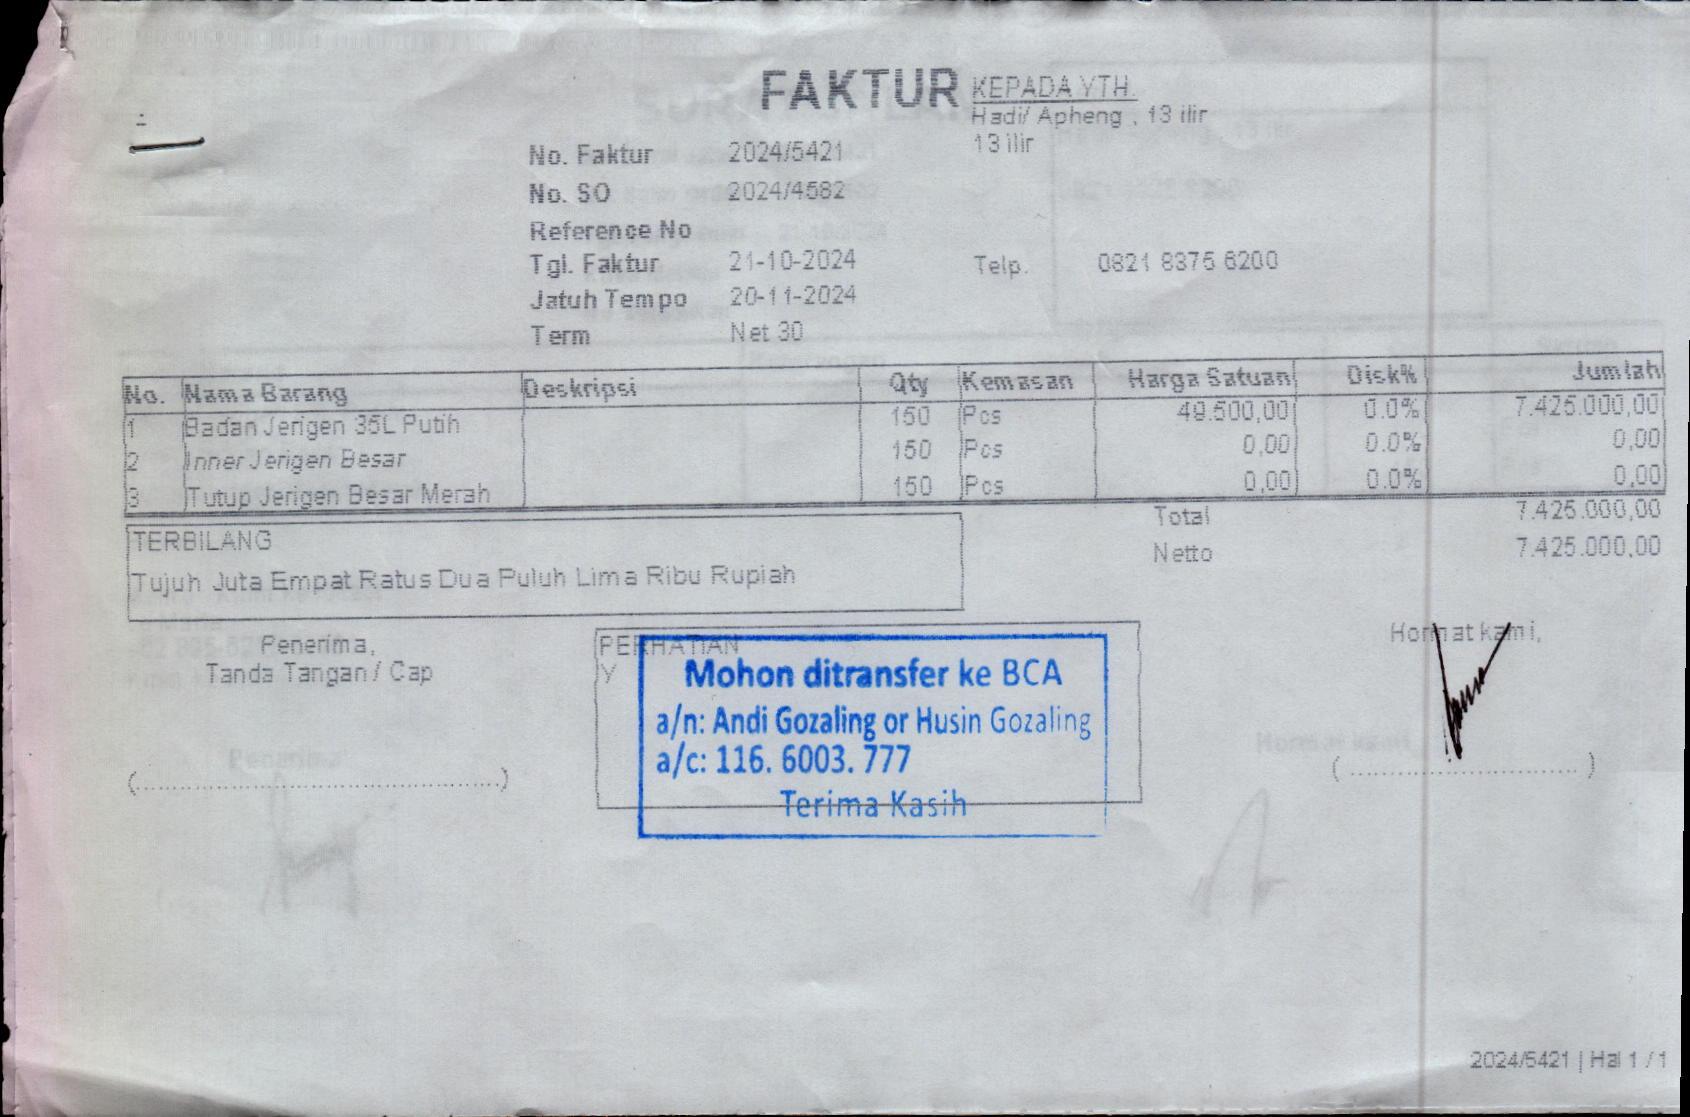 FAKTUR
KEPADA YTH.
Hadi/ Apheng , 13 ilir
13 ilir
No. Faktur 2024/5421
No. SO 2024/4582
Reference No
Tgl. Faktur 21-10-2024
Telp. 0821 8375 6200
Jatuh Tempo 20-11-2024
Term Net 30
No. Nama Barang Deskripsi Qty Kemasan Harga Satuan Disk% Jumlah
1 Badan Jerigen 35L Putih 150 Pcs 49.500,00 0.0% 7.425.000,00
2 Inner Jerigen Besar 150 Pcs 0,00 0.0% 0,00
3 Tutup Jerigen Besar Merah 150 Pcs 0,00 0.0% 0,00
Total 7.425.000,00
Netto 7.425.000,00
TERBILANG
Tujuh Juta Empat Ratus Dua Puluh Lima Ribu Rupiah
Penerima,
Tanda Tangan / Cap
(..................................................)
PERHATIAN
Y
Mohon ditransfer ke BCA
a/n: Andi Gozaling or Husin Gozaling
a/c: 116. 6003. 777
Terima Kasih
Hormat kami,
( ................................ )
2024/5421 | Hal 1 / 1